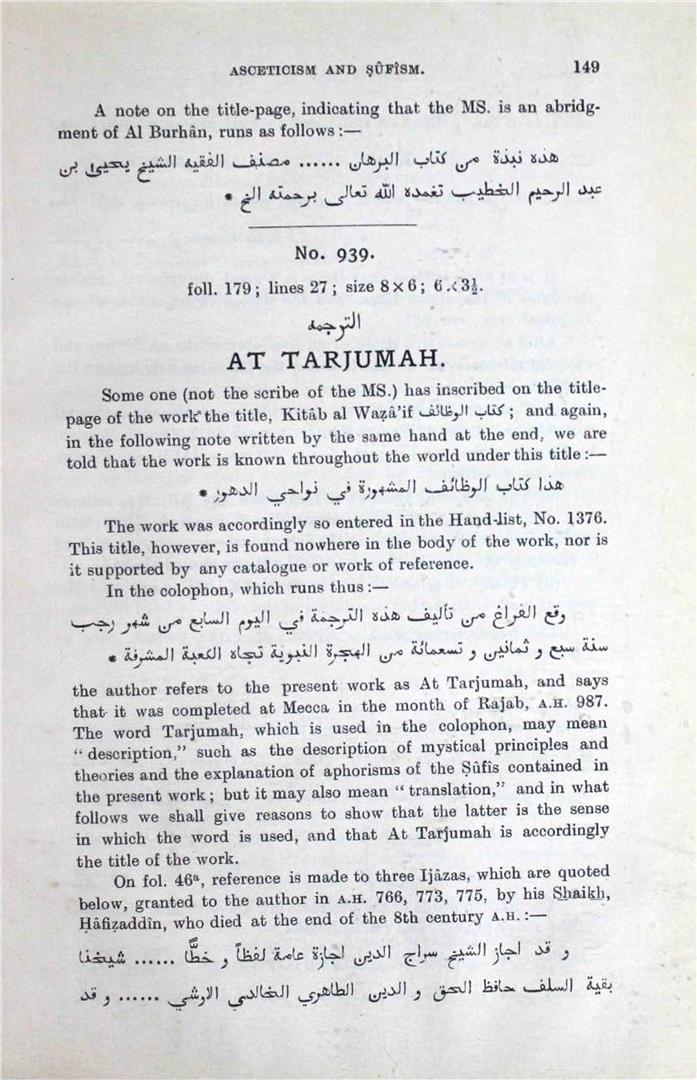 ASCETICISM AND ṢÛFÎSM. 149
A note on the title-page, indicating that the MS. is an abridg-
ment of Al Burhân, runs as follows :—
هذه نبذة من كتاب البرهان ...... مصنف الفقيه الشيخ يحيى بن
عبد الرحيم الخطيب تغمده الله تعالى برحمته الخ *
No. 939.
foll. 179 ; lines 27 ; size 8 × 6 ; 6 × 3½.
الترجمه
AT TARJUMAH.
Some one (not the scribe of the MS.) has inscribed on the title-
page of the work the title, Kitâb al Waẓâ’if كتاب الوظائف ; and again,
in the following note written by the same hand at the end, we are
told that the work is known throughout the world under this title :—
هذا كتاب الوظائف المشهورة في نواحي الدهور *
The work was accordingly so entered in the Hand-list, No. 1376.
This title, however, is found nowhere in the body of the work, nor is
it supported by any catalogue or work of reference.
In the colophon, which runs thus :—
وقع الفراغ من تأليف هذه الترجمة في اليوم السابع من شهر رجب
سنة سبع و ثمانين و تسعمائة من الهجرة النبوية تجاه الكعبة المشرفة *
the author refers to the present work as At Tarjumah, and says
that it was completed at Mecca in the month of Rajab, A.H. 987.
The word Tarjumah, which is used in the colophon, may mean
“ description,” such as the description of mystical principles and
theories and the explanation of aphorisms of the Ṣûfîs contained in
the present work ; but it may also mean “ translation,” and in what
follows we shall give reasons to show that the latter is the sense
in which the word is used, and that At Tarjumah is accordingly
the title of the work.
On fol. 46ᵃ, reference is made to three Ijâzas, which are quoted
below, granted to the author in A.H. 766, 773, 775, by his Shaikh,
Hâfiẓaddîn, who died at the end of the 8th century A.H. :—
و قد اجاز الشيخ سراج الدين اجازة عامة لفظاً و خطاً ...... شيخنا
بقية السلف حافظ الحق و الدين الطاهري الخالدي الاوشي ...... و قد